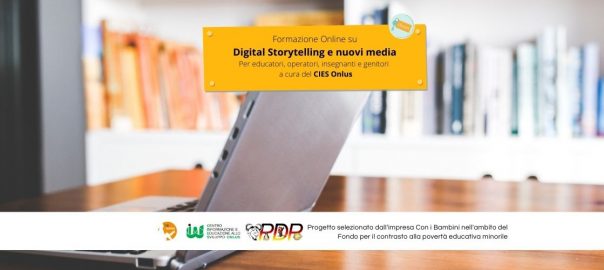 Formazione Online su
Digital Storytelling e nuovi media
Per educatori, operatori, insegnanti e genitori
a cura del CIES Onlus
CENTRO
INFORMAZIONE E
EDUCAZIONE ALLO
SVILUPPO ONLUS
PDR
Progetto selezionato dall'impresa Con i Bambini nell'ambito del
Fondo per il contrasto alla povertà educativa minorile